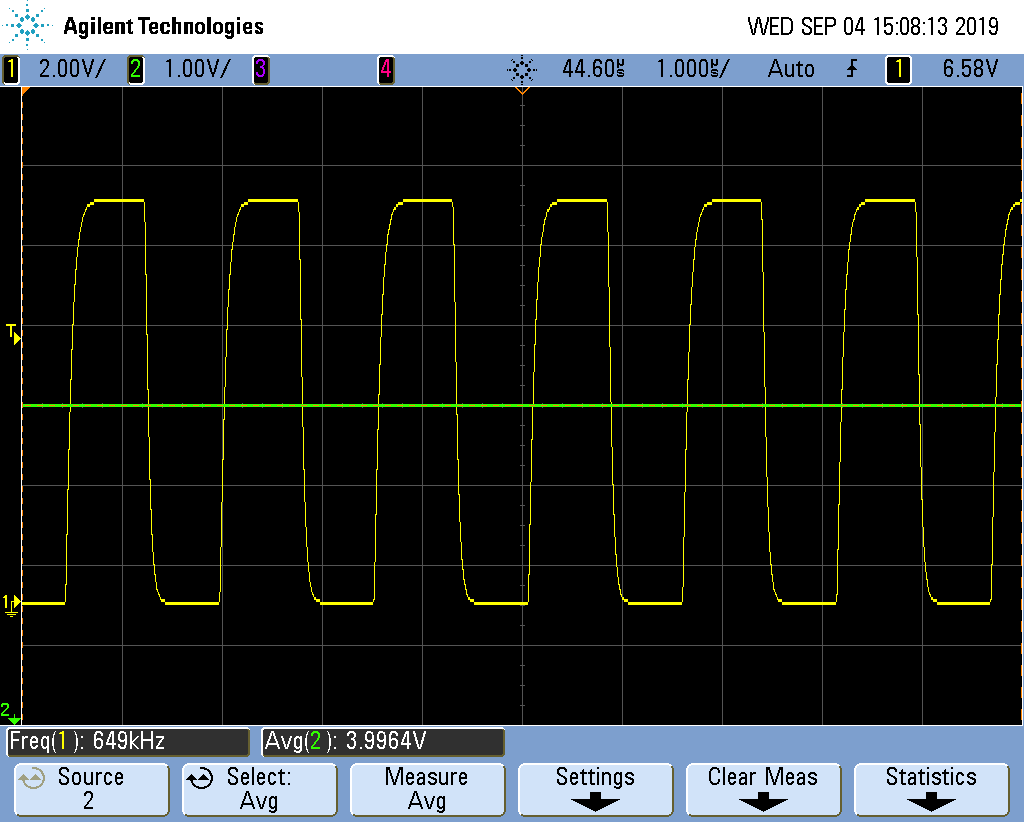 Agilent Technologies WED SEP 04 15:08:13 2019
1 2.00V/ 2 1.00V/ 3 4 44.60µs 1.000µs/ Auto 1 6.58V
T
1
2
Freq(1): 649kHz Avg(2): 3.9964V
Source Select: Measure Settings Clear Meas Statistics
2 Avg Avg